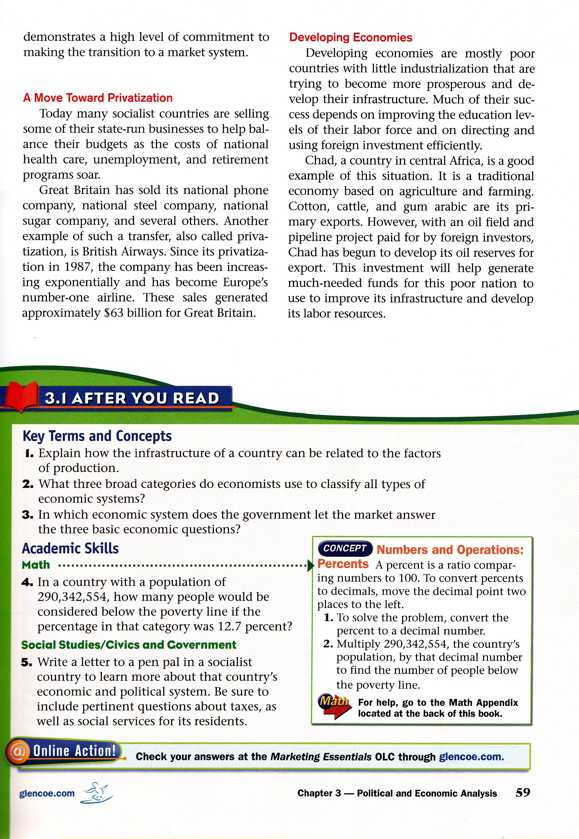 demonstrates a high level of commitment to
making the transition to a market system.
A Move Toward Privatization
Today many socialist countries are selling
some of their state-run businesses to help bal-
ance their budgets as the costs of national
health care, unemployment, and retirement
programs soar.
Great Britain has sold its national phone
company, national steel company, national
sugar company, and several others. Another
example of such a transfer, also called priva-
tization, is British Airways. Since its privatiza-
tion in 1987, the company has been increas-
ing exponentially and has become Europe's
number-one airline. These sales generated
approximately $63 billion for Great Britain.
Developing Economies
Developing economies are mostly poor
countries with little industrialization that are
trying to become more prosperous and de-
velop their infrastructure. Much of their suc-
cess depends on improving the education lev-
els of their labor force and on directing and
using foreign investment efficiently.
Chad, a country in central Africa, is a good
example of this situation. It is a traditional
economy based on agriculture and farming.
Cotton, cattle, and gum arabic are its pri-
mary exports. However, with an oil field and
pipeline project paid for by foreign investors,
Chad has begun to develop its oil reserves for
export. This investment will help generate
much-needed funds for this poor nation to
use to improve its infrastructure and develop
its labor resources.
3.1 AFTER YOU READ
Key Terms and Concepts
1. Explain how the infrastructure of a country can be related to the factors
of production.
2. What three broad categories do economists use to classify all types of
economic systems?
3. In which economic system does the government let the market answer
the three basic economic questions?
Academic Skills
Math
4. In a country with a population of
290,342,554, how many people would be
considered below the poverty line if the
percentage in that category was 12.7 percent?
Social Studies/Civics and Government
5. Write a letter to a pen pal in a socialist
country to learn more about that country's
economic and political system. Be sure to
include pertinent questions about taxes, as
well as social services for its residents.
CONCEPT Numbers and Operations:
Percents A percent is a ratio compar-
ing numbers to 100. To convert percents
to decimals, move the decimal point two
places to the left.
1. To solve the problem, convert the
percent to a decimal number.
2. Multiply 290,342,554, the country's
population, by that decimal number
to find the number of people below
the poverty line.
Math For help, go to the Math Appendix
located at the back of this book.
@ Online Action! Check your answers at the Marketing Essentials OLC through glencoe.com.
glencoe.com
Chapter 3 — Political and Economic Analysis 59